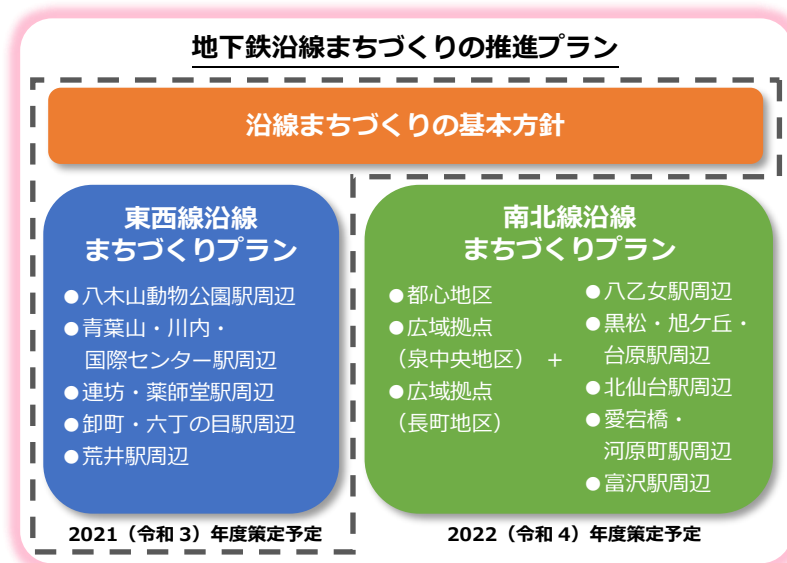 地下鉄沿線まちづくりの推進プラン
沿線まちづくりの基本方針
東西線沿線
まちづくりプラン
●八木山動物公園駅周辺
●青葉山・川内・
国際センター駅周辺
●連坊・薬師堂駅周辺
●卸町・六丁の目駅周辺
●荒井駅周辺
2021（令和3）年度策定予定
南北線沿線
まちづくりプラン
●都心地区
●広域拠点
（泉中央地区）
●広域拠点
（長町地区）
+
●八乙女駅周辺
●黒松・旭ケ丘・
台原駅周辺
●北仙台駅周辺
●愛宕橋・
河原町駅周辺
●富沢駅周辺
2022（令和4）年度策定予定